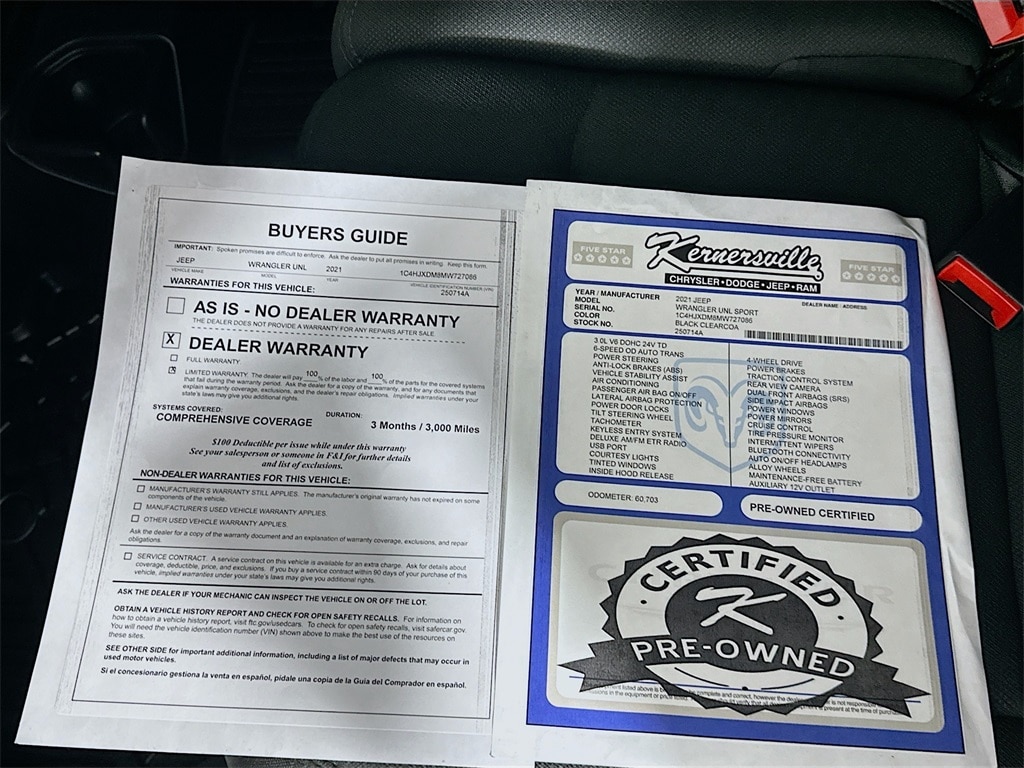 BUYERS GUIDE
IMPORTANT: Spoken promises are difficult to enforce. Ask the dealer to put all promises in writing. Keep this form.
JEEP WRANGLER UNL 2021 1C4HJXDM8MW727086
VEHICLE MAKE MODEL YEAR VEHICLE IDENTIFICATION NUMBER (VIN)
WARRANTIES FOR THIS VEHICLE: 250714A
AS IS - NO DEALER WARRANTY
THE DEALER DOES NOT PROVIDE A WARRANTY FOR ANY REPAIRS AFTER SALE.
X DEALER WARRANTY
FULL WARRANTY.
X LIMITED WARRANTY. The dealer will pay 100 % of the labor and 100 % of the parts for the covered systems
that fail during the warranty period. Ask the dealer for a copy of the warranty, and for any documents that
explain warranty coverage, exclusions, and the dealer's repair obligations. Implied warranties under your
state's laws may give you additional rights.
SYSTEMS COVERED: DURATION:
COMPREHENSIVE COVERAGE 3 Months / 3,000 Miles
$100 Deductible per issue while under this warranty
See your salesperson or someone in F&I for further details
and list of exclusions.
NON-DEALER WARRANTIES FOR THIS VEHICLE:
MANUFACTURER'S WARRANTY STILL APPLIES. The manufacturer's original warranty has not expired on some
components of the vehicle.
MANUFACTURER'S USED VEHICLE WARRANTY APPLIES.
OTHER USED VEHICLE WARRANTY APPLIES.
Ask the dealer for a copy of the warranty document and an explanation of warranty coverage, exclusions, and repair
obligations.
SERVICE CONTRACT. A service contract on this vehicle is available for an extra charge. Ask for details about
coverage, deductible, price, and exclusions. If you buy a service contract within 90 days of your purchase of this
vehicle, implied warranties under your state's laws may give you additional rights.
ASK THE DEALER IF YOUR MECHANIC CAN INSPECT THE VEHICLE ON OR OFF THE LOT.
OBTAIN A VEHICLE HISTORY REPORT AND CHECK FOR OPEN SAFETY RECALLS. For information on
how to obtain a vehicle history report, visit ftc.gov/usedcars. To check for open safety recalls, visit safercar.gov.
You will need the vehicle identification number (VIN) shown above to make the best use of the resources on
these sites.
SEE OTHER SIDE for important additional information, including a list of major defects that may occur in
used motor vehicles.
Si el concesionario gestiona la venta en español, pídale una copia de la Guía del Comprador en español.
FIVE STAR Kernersville FIVE STAR
CHRYSLER • DODGE • JEEP • RAM
YEAR / MANUFACTURER 2021 JEEP DEALER NAME / ADDRESS
MODEL WRANGLER UNL SPORT
SERIAL NO. 1C4HJXDM8MW727086
COLOR BLACK CLEARCOA
STOCK NO. 250714A
3.0L V6 DOHC 24V TD
6-SPEED OD AUTO TRANS
POWER STEERING
ANTI-LOCK BRAKES (ABS)
VEHICLE STABILITY ASSIST
AIR CONDITIONING
PASSENGER AIR BAG ON/OFF
LATERAL AIRBAG PROTECTION
POWER DOOR LOCKS
TILT STEERING WHEEL
TACHOMETER
KEYLESS ENTRY SYSTEM
DELUXE AM/FM ETR RADIO
USB PORT
COURTESY LIGHTS
TINTED WINDOWS
INSIDE HOOD RELEASE
4-WHEEL DRIVE
POWER BRAKES
TRACTION CONTROL SYSTEM
REAR VIEW CAMERA
DUAL FRONT AIRBAGS (SRS)
SIDE IMPACT AIRBAGS
POWER WINDOWS
POWER MIRRORS
CRUISE CONTROL
TIRE PRESSURE MONITOR
INTERMITTENT WIPERS
BLUETOOTH CONNECTIVITY
AUTO ON/OFF HEADLAMPS
ALLOY WHEELS
MAINTENANCE-FREE BATTERY
AUXILIARY 12V OUTLET
ODOMETER: 60,703
PRE-OWNED CERTIFIED
CERTIFIED
K
PRE-OWNED